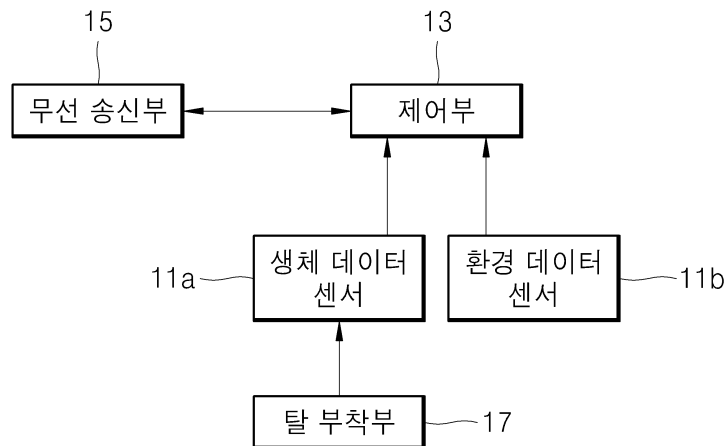 15
13
무선 송신부
제어부
생체 데이터
센서
환경 데이터
센서
11a
11b
탈 부착부
17